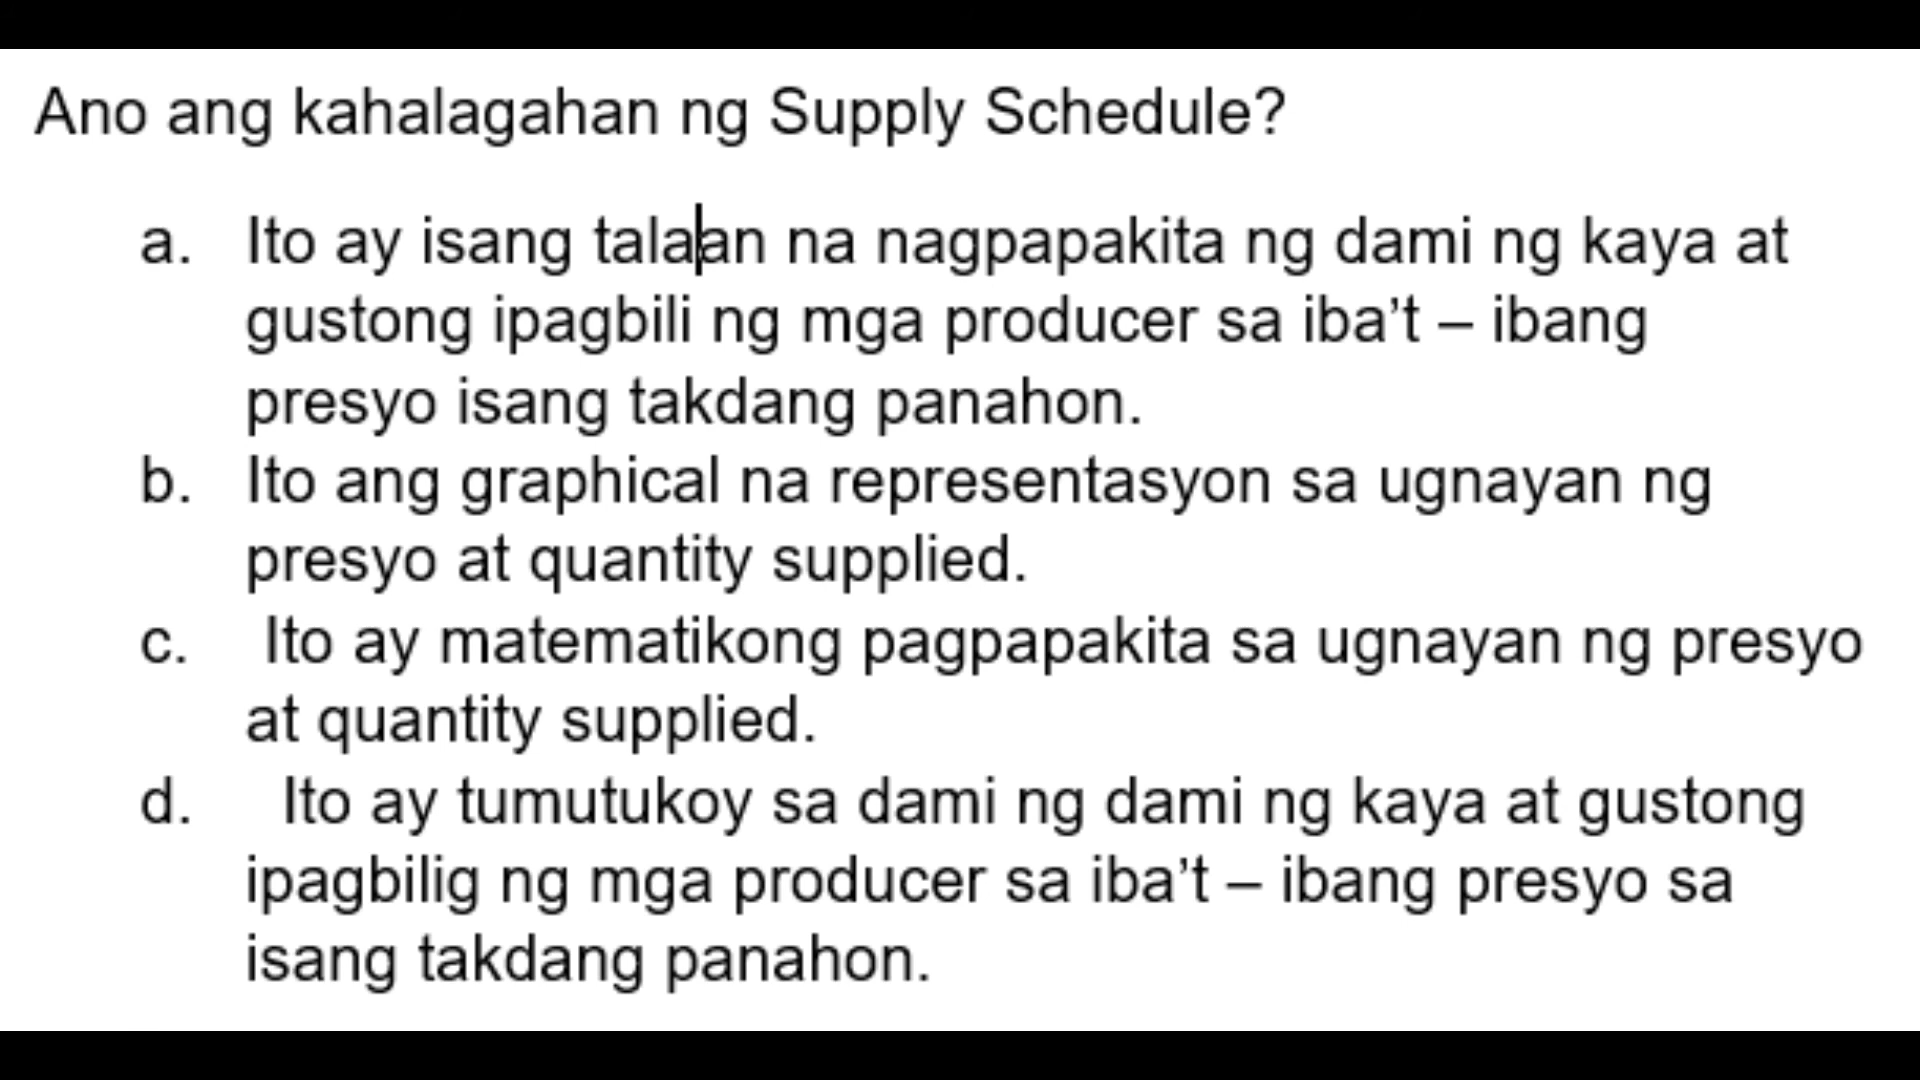 Ano ang kahalagahan ng Supply Schedule?
a. Ito ay isang talaan na nagpapakita ng dami ng kaya at
gustong ipagbili ng mga producer sa iba’t – ibang
presyo isang takdang panahon.
b. Ito ang graphical na representasyon sa ugnayan ng
presyo at quantity supplied.
c. Ito ay matematikong pagpapakita sa ugnayan ng presyo
at quantity supplied.
d. Ito ay tumutukoy sa dami ng dami ng kaya at gustong
ipagbilig ng mga producer sa iba’t – ibang presyo sa
isang takdang panahon.